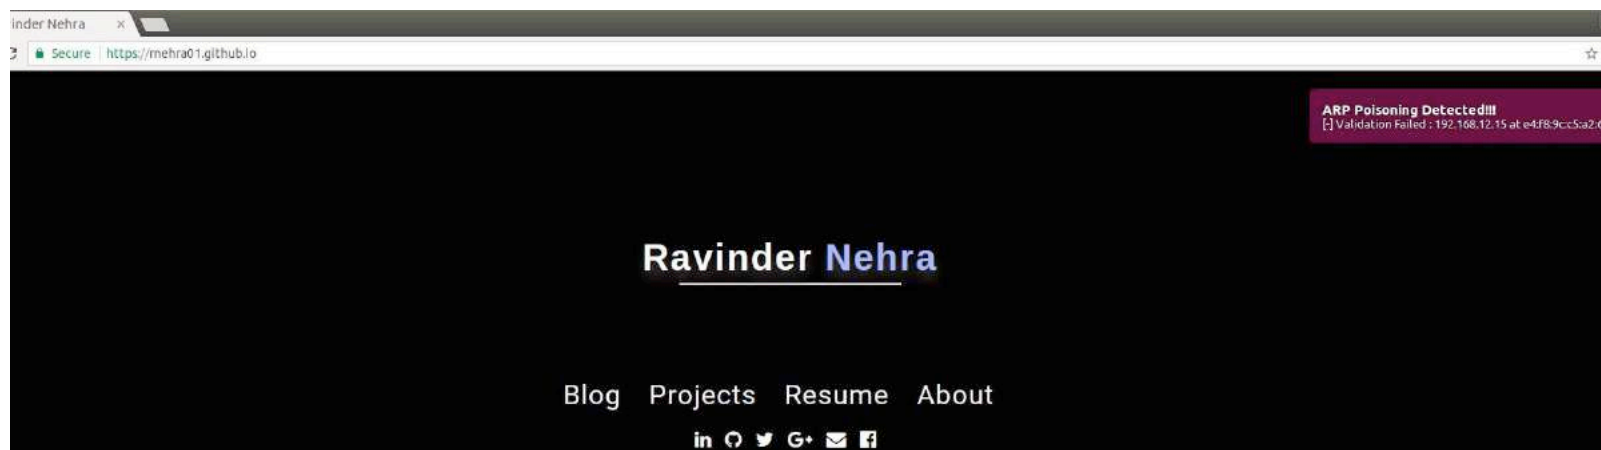 inder Nehra
Secure https://rnehra01.github.io
ARP Poisoning Detected!!!
[-] Validation Failed : 192.168.12.15 at e4:f8:9c:c5:a2:
Ravinder Nehra
Blog Projects Resume About
in G+